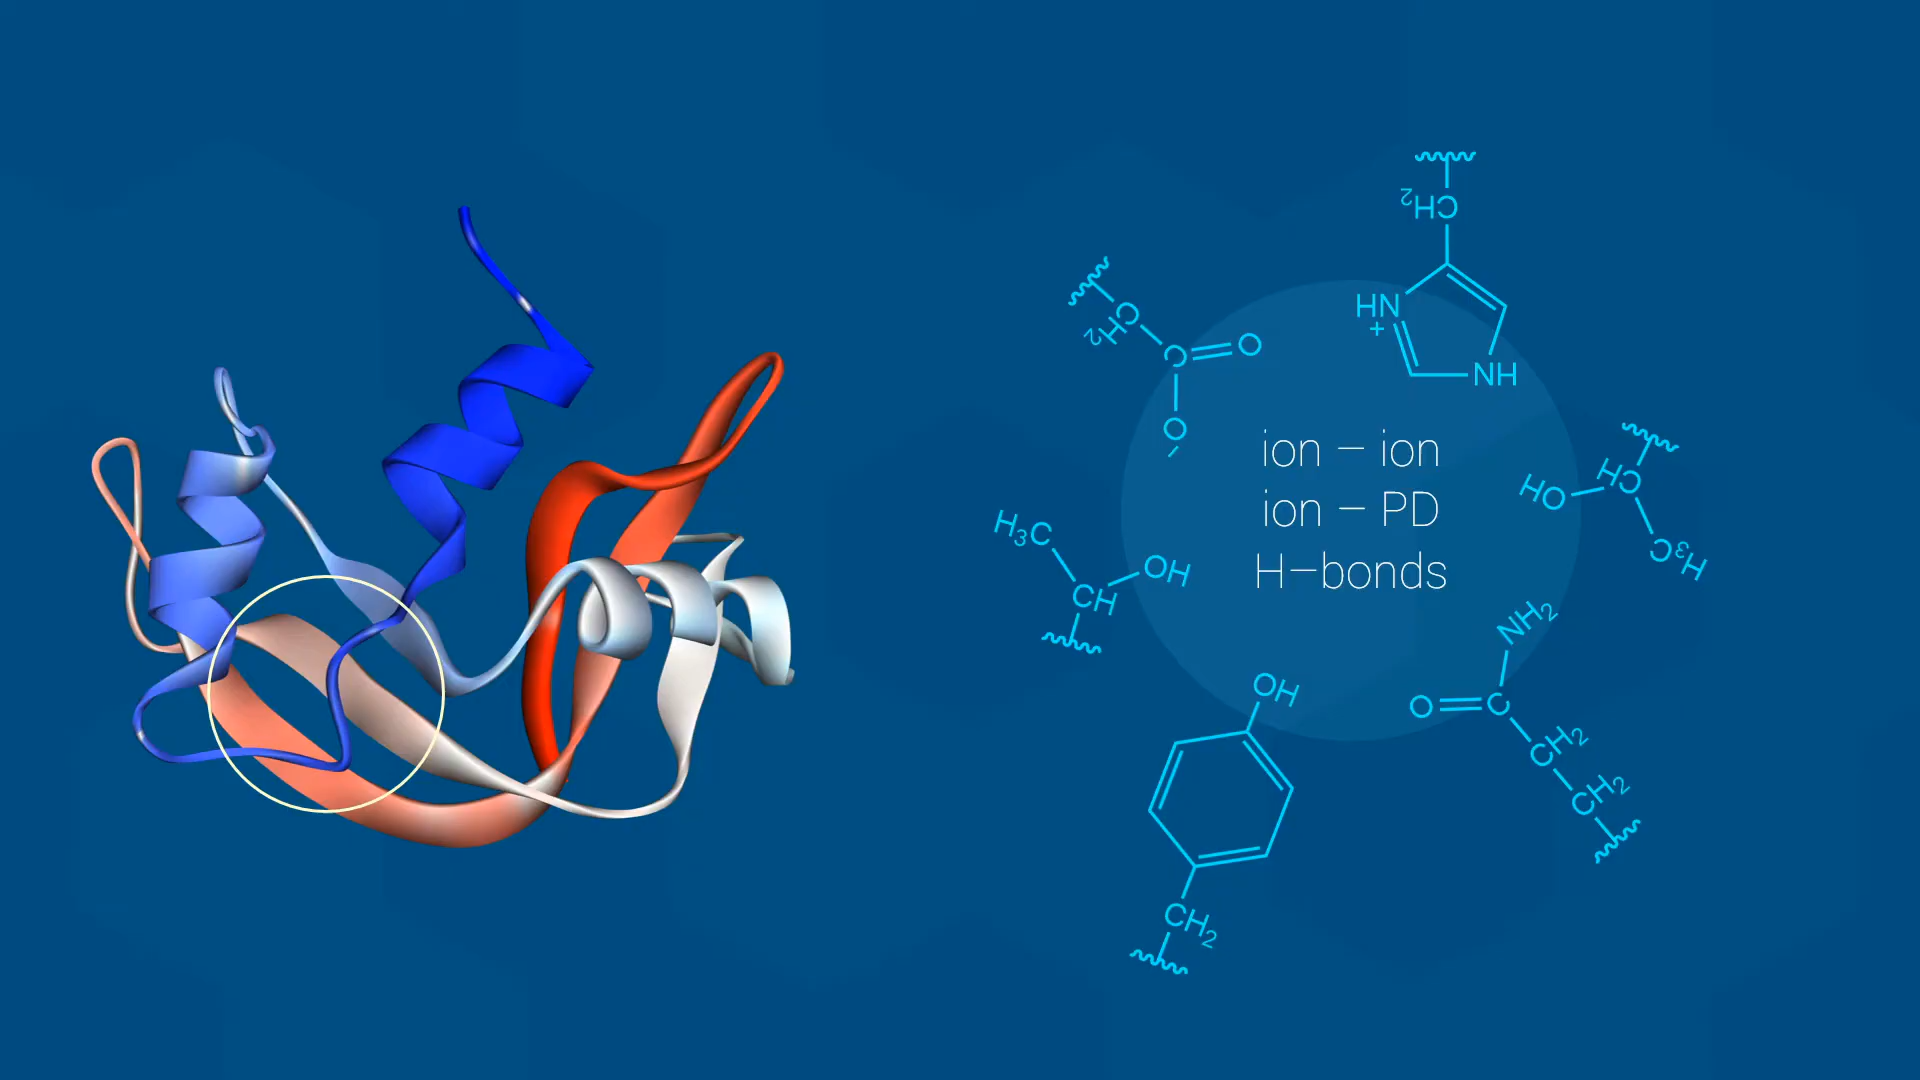 CH2
HN
+
NH
CH2
C
O
O
-
ion – ion
ion – PD
H–bonds
HO
CH
H3C
H3C
OH
CH
NH2
O
C
CH2
CH2
OH
CH2